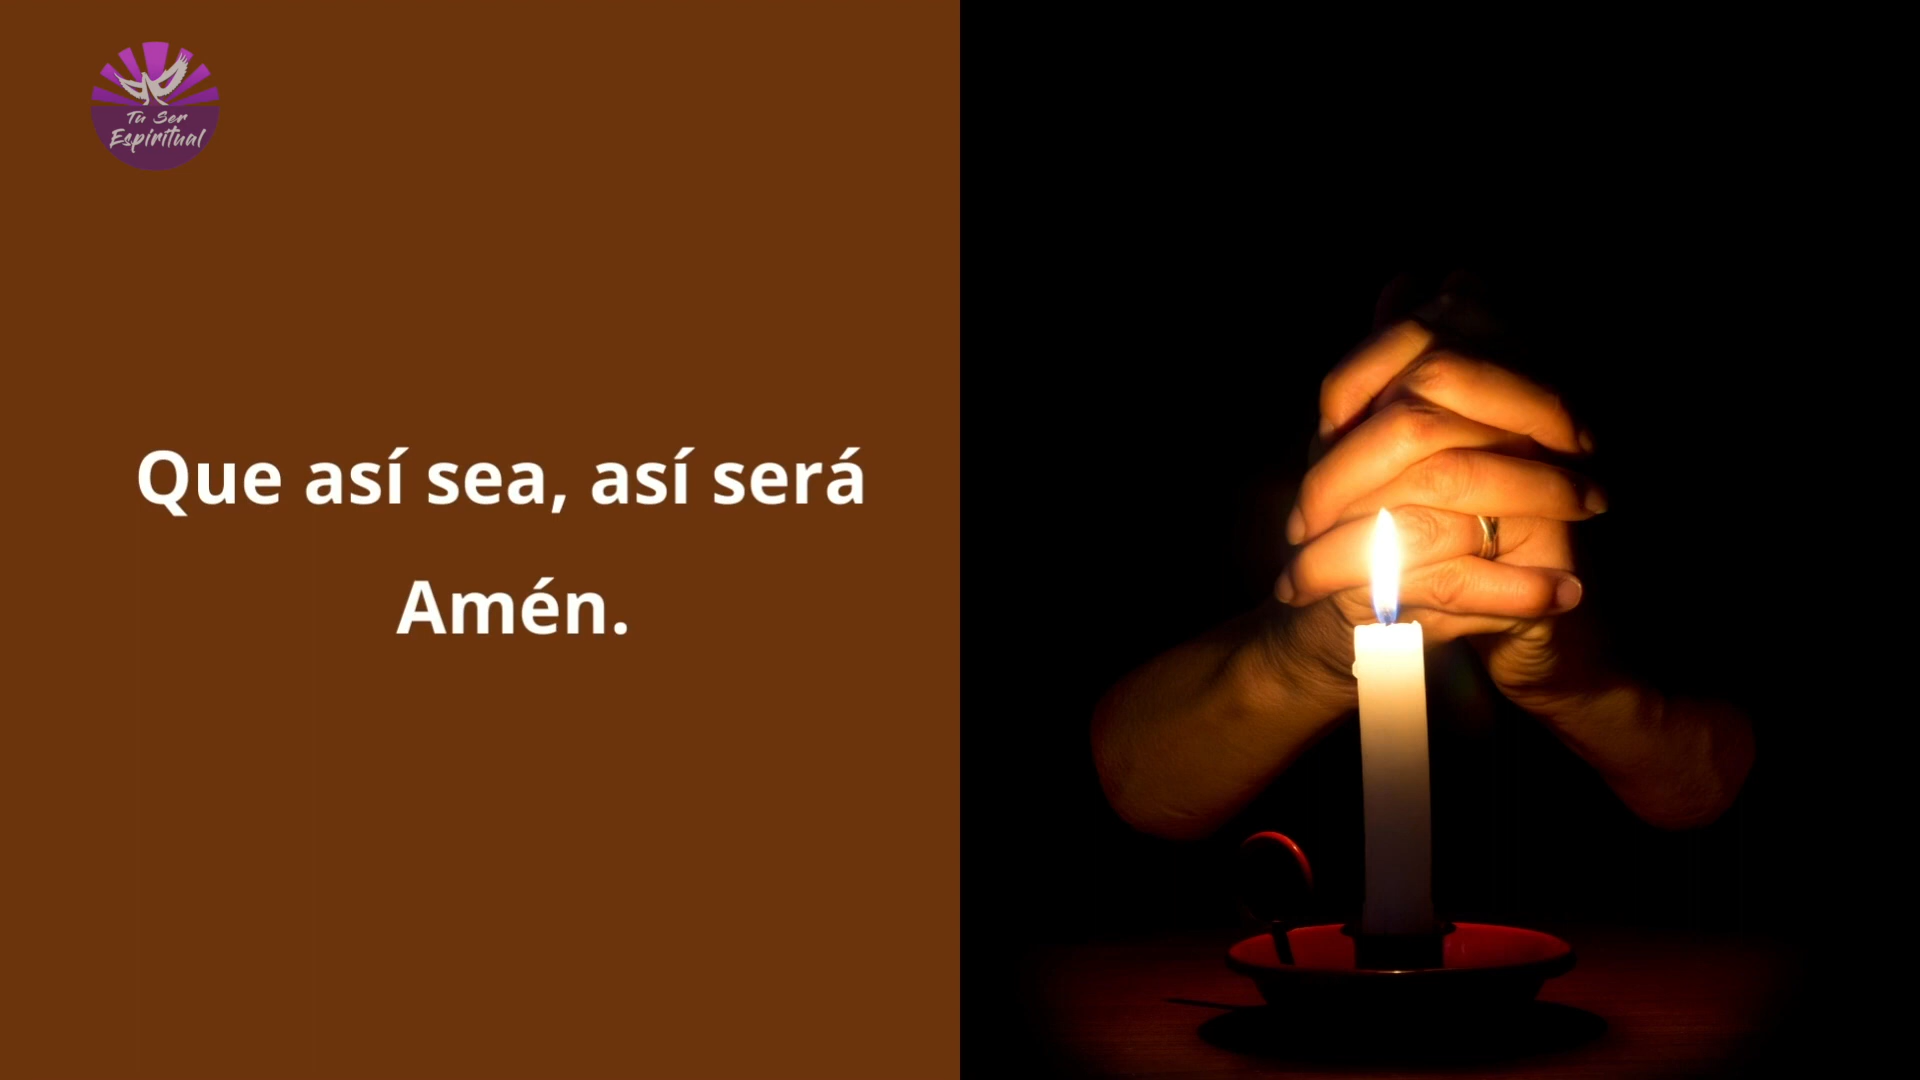 Tu Ser
Espiritual
Que así sea, así será
Amén.